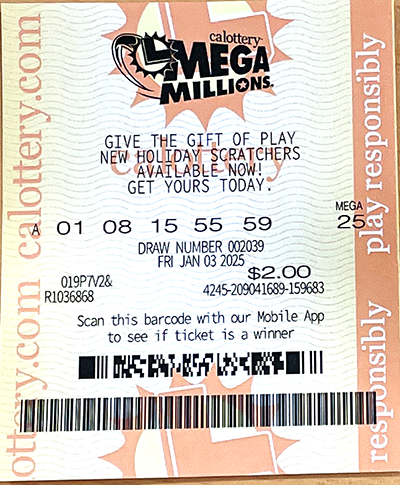 calottery
MEGA
MILLIONS
GIVE THE GIFT OF PLAY
NEW HOLIDAY SCRATCHERS
AVAILABLE NOW!
GET YOURS TODAY.
MEGA
A 01 08 15 55 59 25
DRAW NUMBER 002039
FRI JAN 03 2025
$2.00
019P7V2&
R1036868 4245-209041689-159683
Scan this barcode with our Mobile App
to see if ticket is a winner
calottery.com
calottery.com
play responsibly
responsibly